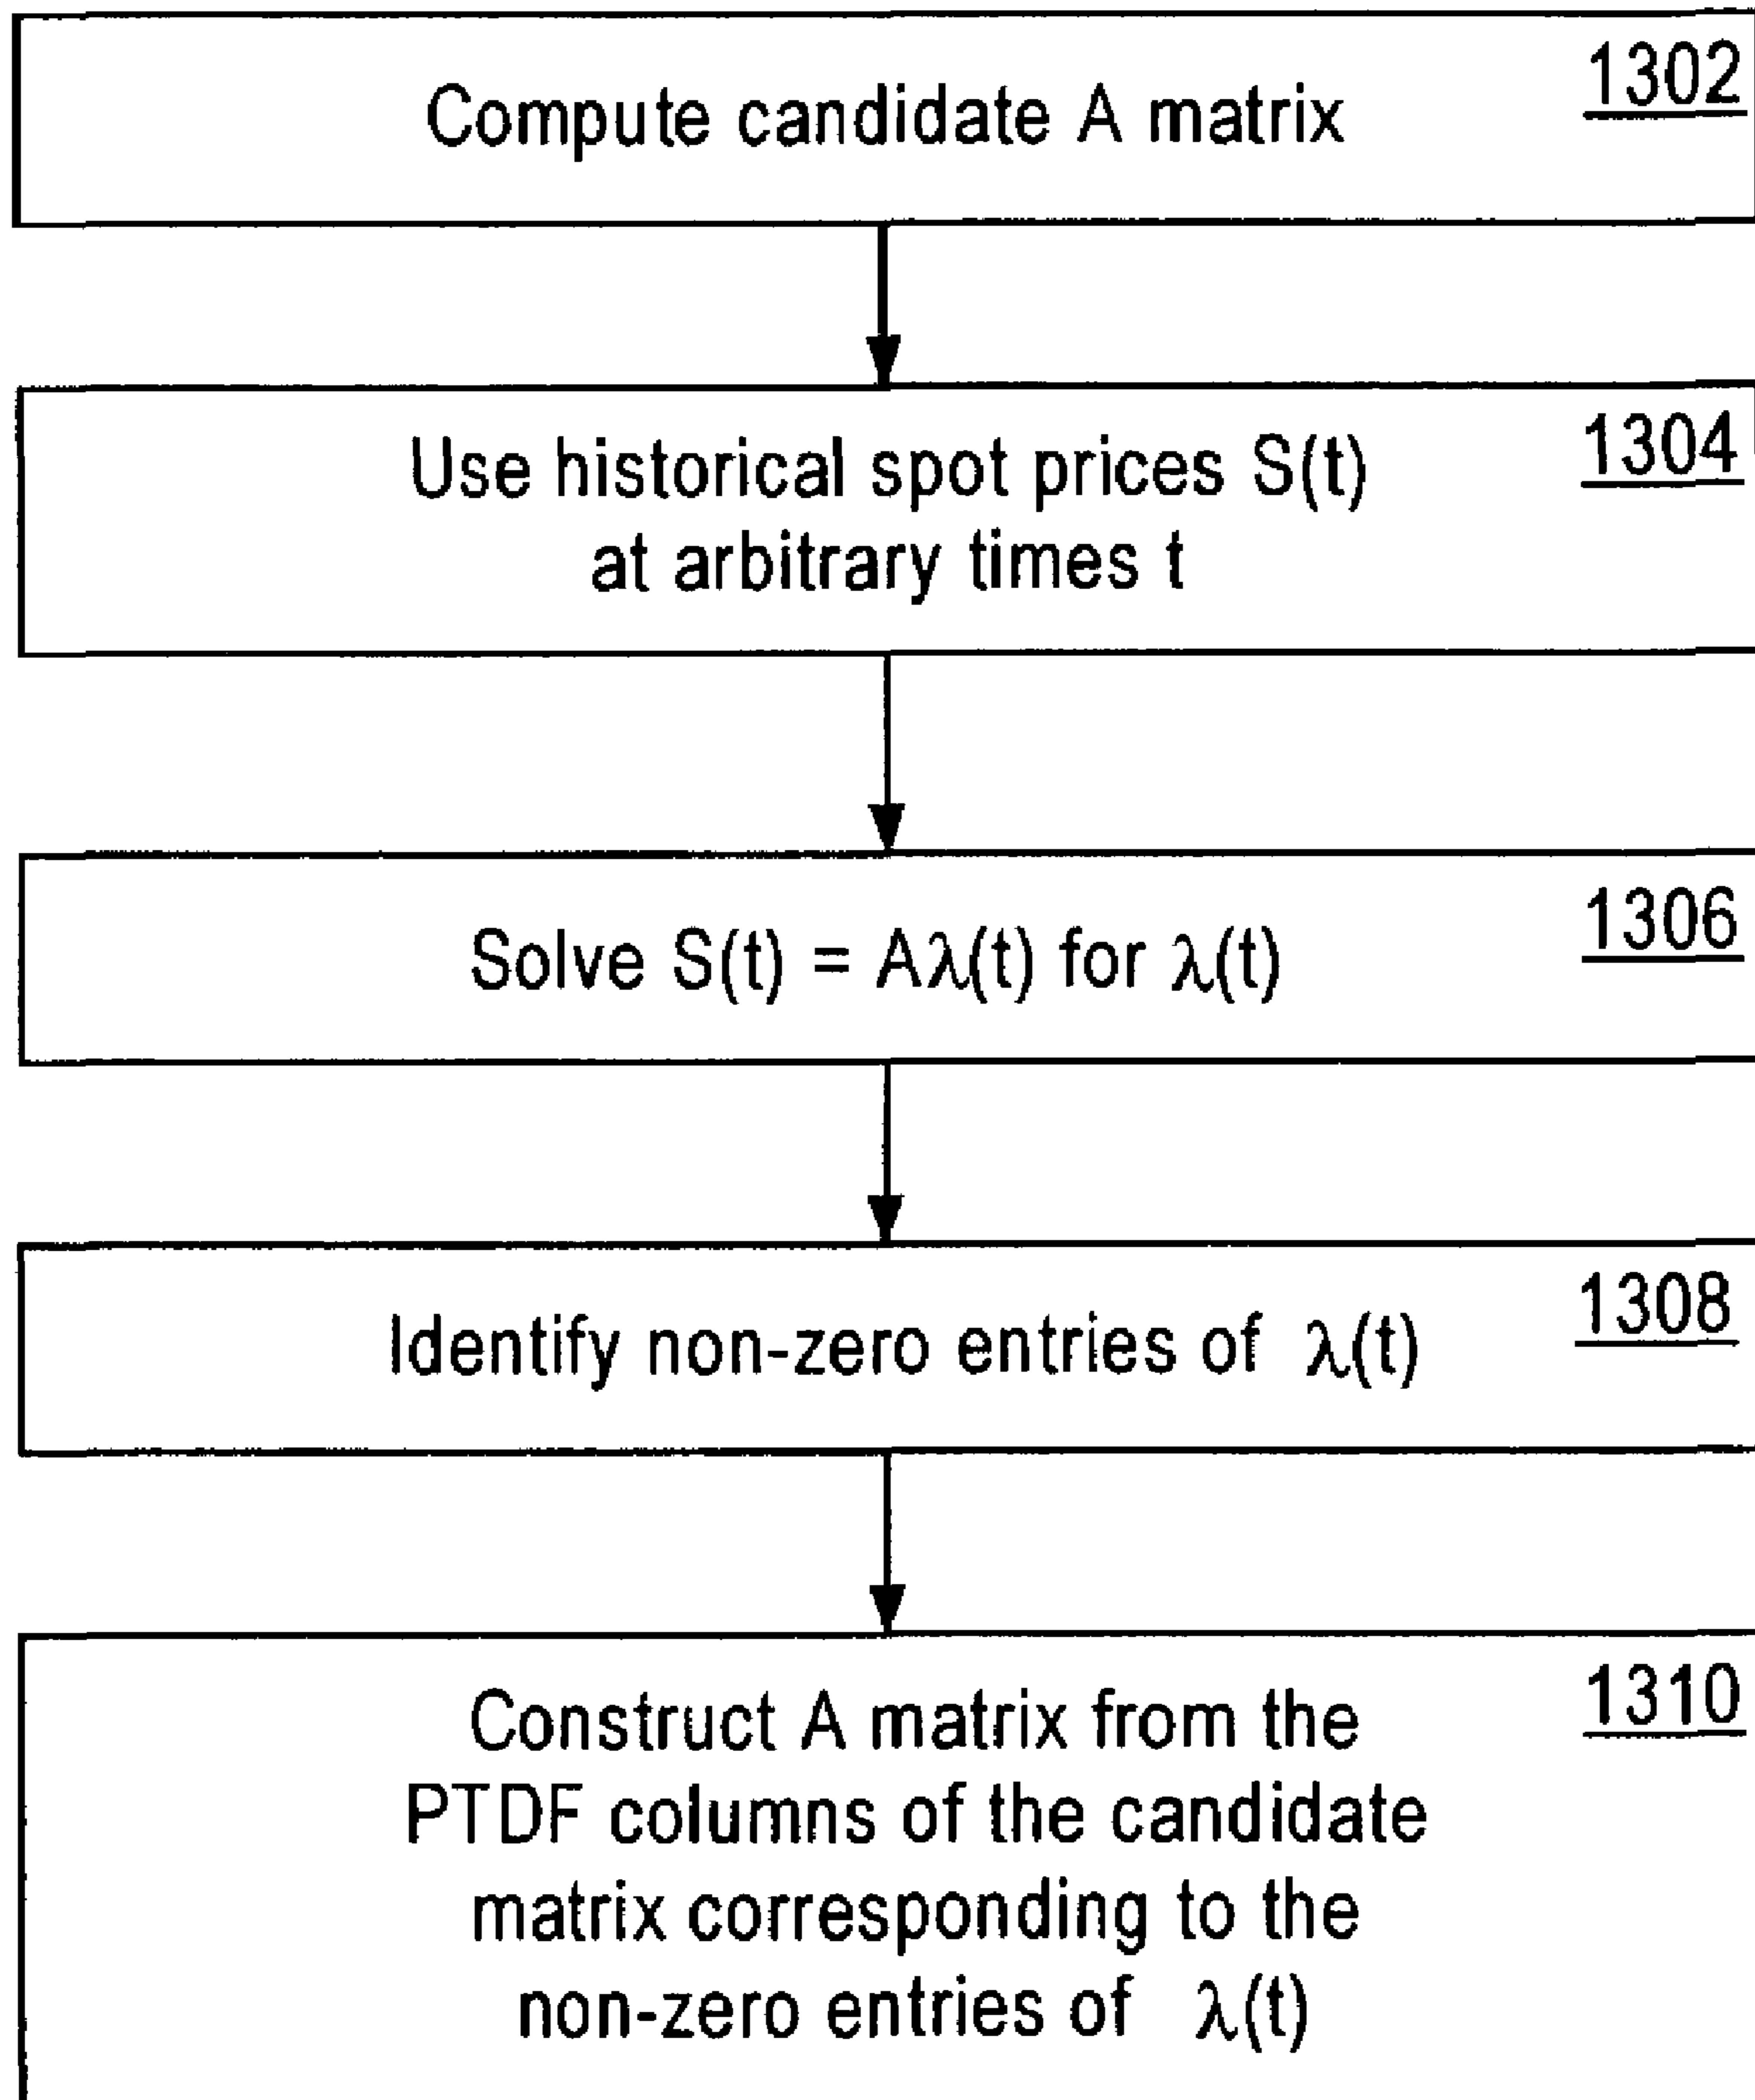 Compute candidate A matrix
1302
Use historical spot prices S(t)
at arbitrary times t
1304
Solve S(t) = Aλ(t) for λ(t)
1306
Identify non-zero entries of λ(t)
1308
Construct A matrix from the
PTDF columns of the candidate
matrix corresponding to the
non-zero entries of λ(t)
1310